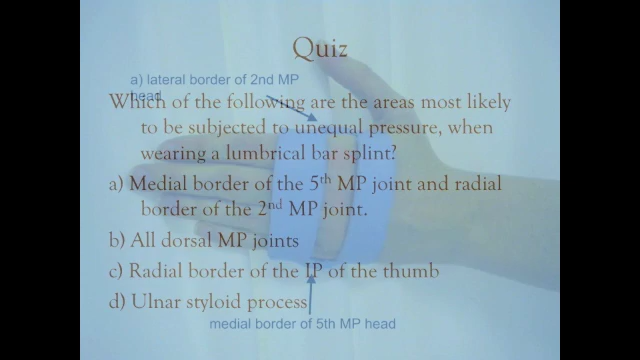 Quiz
a) lateral border of 2nd MP
head
Which of the following are the areas most likely
to be subjected to unequal pressure, when
wearing a lumbrical bar splint?
a) Medial border of the 5th MP joint and radial
border of the 2nd MP joint.
b) All dorsal MP joints
c) Radial border of the IP of the thumb
d) Ulnar styloid process
medial border of 5th MP head